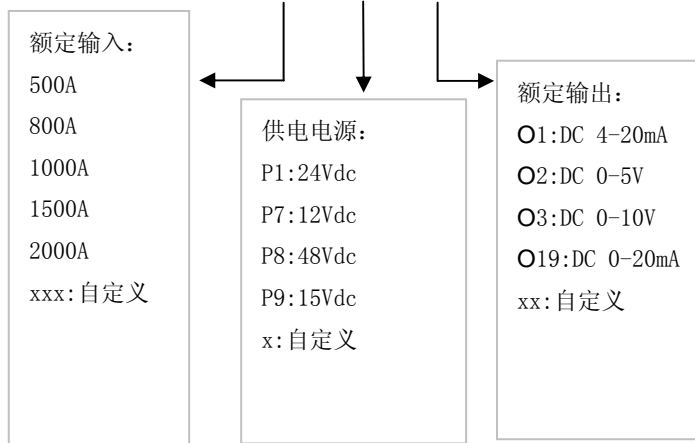 额定输入：
500A
800A
1000A
1500A
2000A
xxx:自定义
供电电源：
P1:24Vdc
P7:12Vdc
P8:48Vdc
P9:15Vdc
x:自定义
额定输出：
O1:DC 4-20mA
O2:DC 0-5V
O3:DC 0-10V
O19:DC 0-20mA
xx:自定义